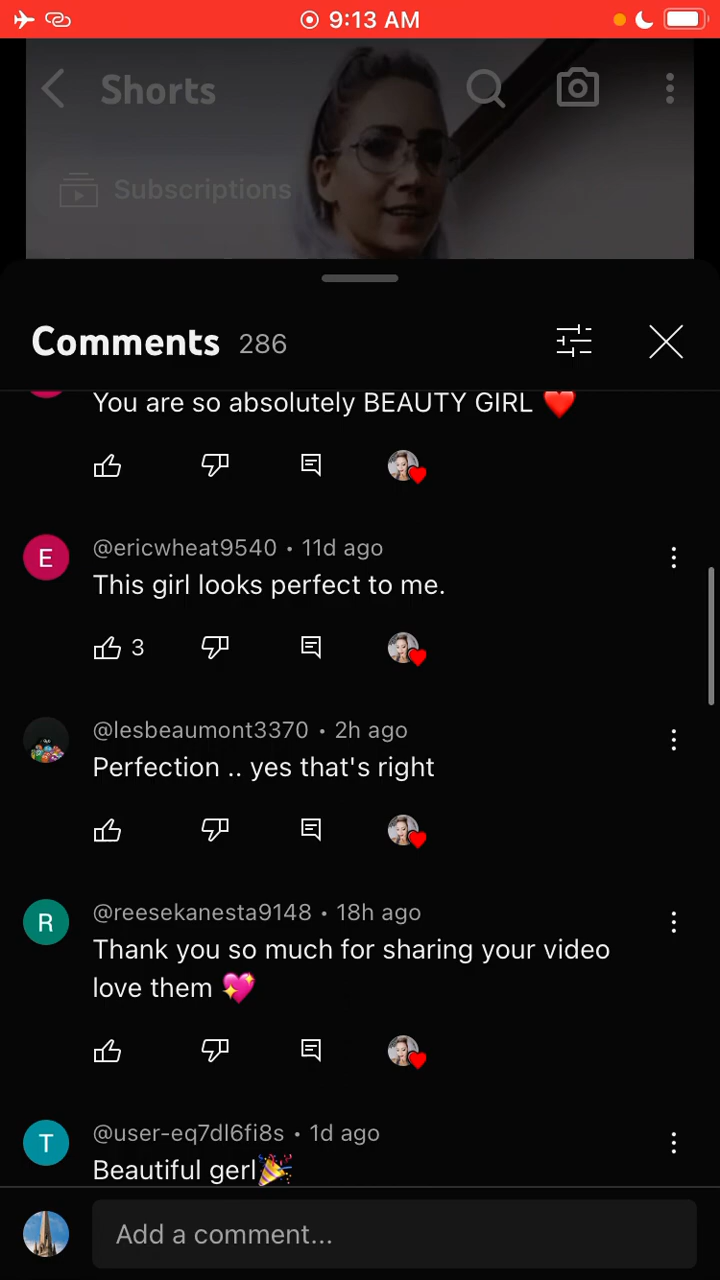 9:13 AM
Shorts
Subscriptions
Comments 286
You are so absolutely BEAUTY GIRL ❤️
E
@ericwheat9540 • 11d ago
This girl looks perfect to me.
3
@lesbeaumont3370 • 2h ago
Perfection .. yes that's right
R
@reesekanesta9148 • 18h ago
Thank you so much for sharing your video
love them 💖
T
@user-eq7dl6fi8s • 1d ago
Beautiful gerl🎉
Add a comment...